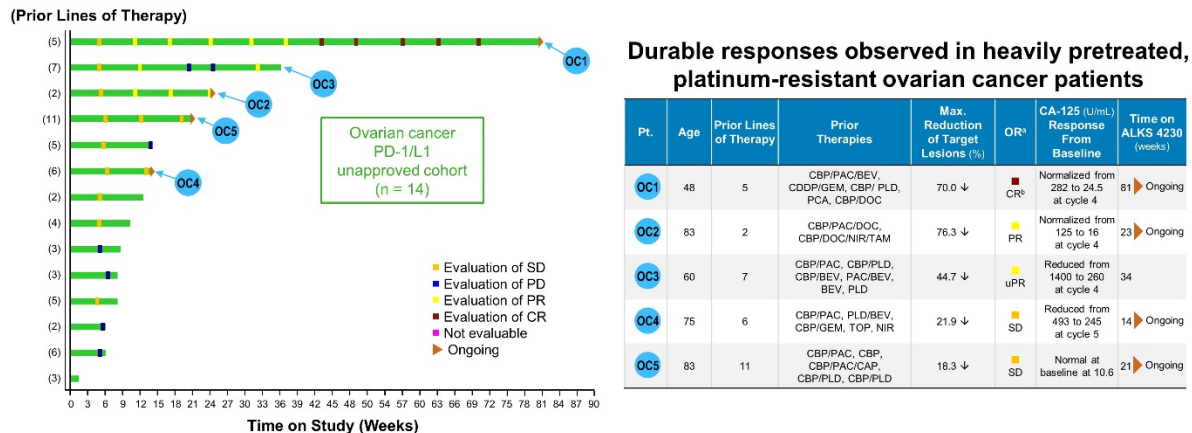 (Prior Lines of Therapy)
(5)
(7)
(2)
(11)
(5)
(6)
(2)
(4)
(3)
(3)
(5)
(2)
(6)
(3)
OC1
OC3
OC2
OC5
OC4
Ovarian cancer
PD-1/L1
unapproved cohort
(n = 14)
Evaluation of SD
Evaluation of PD
Evaluation of PR
Evaluation of CR
Not evaluable
Ongoing
0 3 6 9 12 15 18 21 24 27 30 33 36 39 42 45 48 51 54 57 60 63 66 69 72 75 78 81 84 87 90
Time on Study (Weeks)
Durable responses observed in heavily pretreated,
platinum-resistant ovarian cancer patients
Pt. Age Prior Lines of Therapy Prior Therapies Max. Reduction of Target Lesions (%) ORᵃ CA-125 (U/mL) Response From Baseline Time on ALKS 4230 (weeks)
OC1 48 5 CBP/PAC/BEV, CDDP/GEM, CBP/ PLD, PCA, CBP/DOC 70.0 ↓ CRᵇ Normalized from 282 to 24.5 at cycle 4 81 Ongoing
OC2 83 2 CBP/PAC/DOC, CBP/DOC/NIR/TAM 76.3 ↓ PR Normalized from 125 to 16 at cycle 4 23 Ongoing
OC3 60 7 CBP/PAC, CBP/PLD, CBP/BEV, PAC/BEV, BEV, PLD 44.7 ↓ uPR Reduced from 1400 to 260 at cycle 4 34
OC4 75 6 CBP/PAC, PLD/BEV, CBP/GEM, TOP, NIR 21.9 ↓ SD Reduced from 493 to 245 at cycle 5 14 Ongoing
OC5 83 11 CBP/PAC, CBP, CBP/PAC/CAP, CBP/PLD, CBP/PLD 18.3 ↓ SD Normal at baseline at 10.6 21 Ongoing